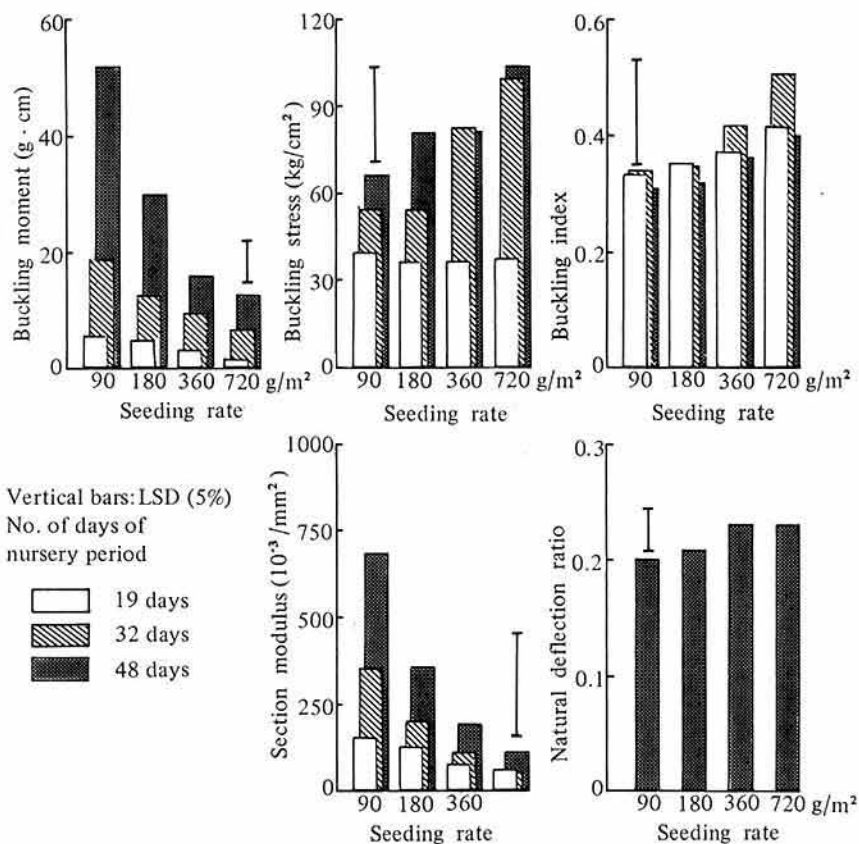 Buckling moment (g · cm)
60
40
20
0
90 180 360 720 g/m²
Seeding rate
Buckling stress (kg/cm²)
120
90
60
30
0
90 180 360 720 g/m²
Seeding rate
Buckling index
0.6
0.4
0.2
0
90 180 360 720 g/m²
Seeding rate
Vertical bars: LSD (5%)
No. of days of
nursery period
19 days
32 days
48 days
Section modulus (10⁻³/mm²)
1000
750
500
250
0
90 180 360
Seeding rate
Natural deflection ratio
0.3
0.2
0.1
0
90 180 360 720 g/m²
Seeding rate